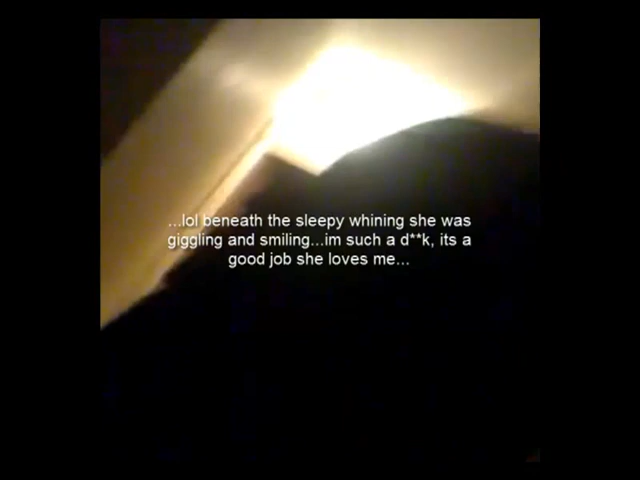 ...lol beneath the sleepy whining she was
giggling and smiling...im such a d**k, its a
good job she loves me...